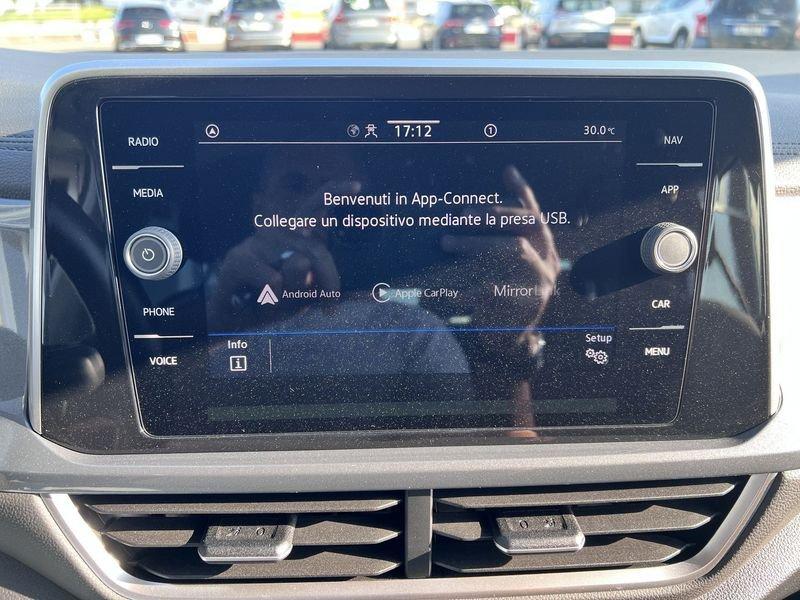 RADIO
MEDIA
PHONE
VOICE
17:12
1
30.0°C
Benvenuti in App-Connect.
Collegare un dispositivo mediante la presa USB.
Android Auto
Apple CarPlay
MirrorLink
Info
i
Setup
NAV
APP
CAR
MENU